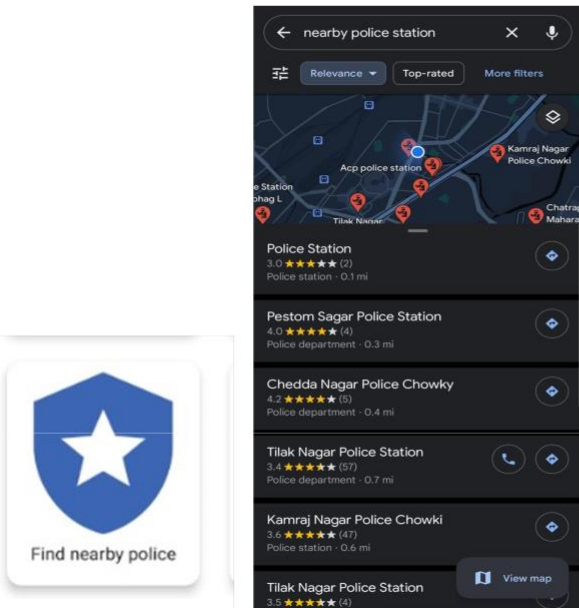 Find nearby police
nearby police station
Relevance
Top-rated
More filters
Kamraj Nagar
Police Chowki
Acp police station
e Station
ohag L
Tilak Nagar
Chatra
Mahara
Police Station
3.0 (2)
Police station · 0.1 mi
Pestom Sagar Police Station
4.0 (4)
Police department · 0.3 mi
Chedda Nagar Police Chowky
4.2 (5)
Police department · 0.4 mi
Tilak Nagar Police Station
3.4 (57)
Police department · 0.7 mi
Kamraj Nagar Police Chowki
3.6 (47)
Police station · 0.6 mi
View map
Tilak Nagar Police Station
3.5 (4)